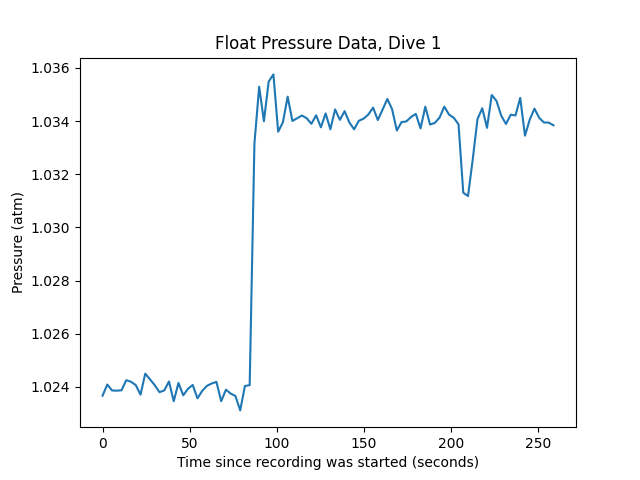 Float Pressure Data, Dive 1
1.036
1.034
1.032
1.030
1.028
1.026
1.024
Pressure (atm)
0 50 100 150 200 250
Time since recording was started (seconds)